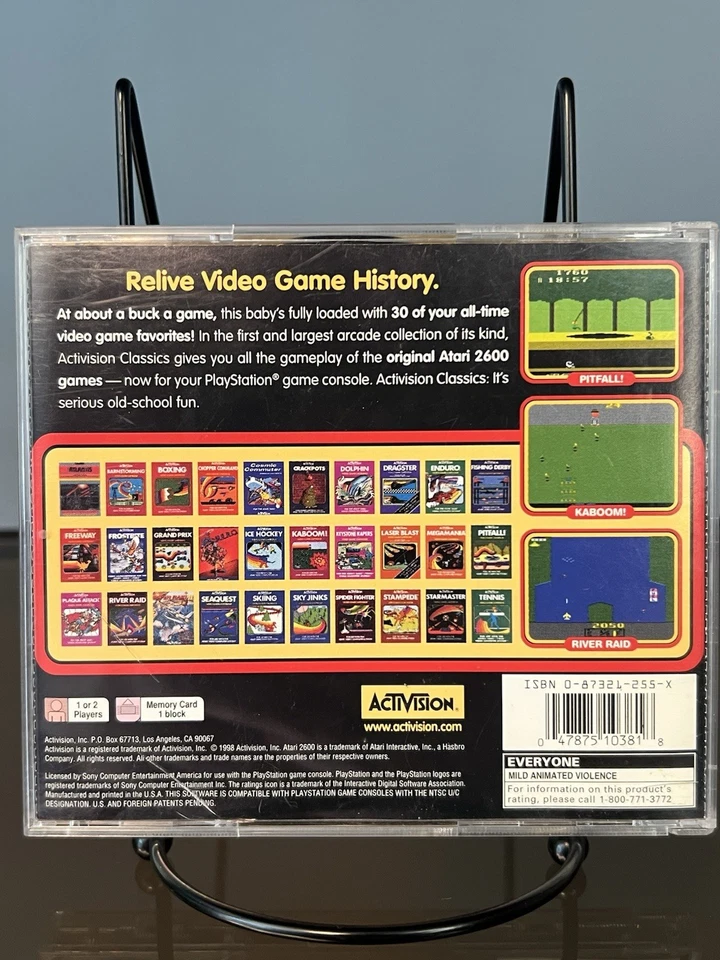 Relive Video Game History.
At about a buck a game, this baby's fully loaded with 30 of your all-time
video game favorites! In the first and largest arcade collection of its kind,
Activision Classics gives you all the gameplay of the original Atari 2600
games — now for your PlayStation® game console. Activision Classics: It's
serious old-school fun.
1760
18:57
PITFALL!
24
KABOOM!
2050
RIVER RAID
BARNSTORMING
BOXING
CHOPPER COMMAND
Cosmic Commuter
CRACKPOTS
DOLPHIN
DRAGSTER
ENDURO
FISHING DERBY
FREEWAY
FROSTBITE
GRAND PRIX
ICE HOCKEY
KABOOM!
KEYSTONE KAPERS
LASER BLAST
MEGAMANIA
PITFALL!
PLAQUE ATTACK
RIVER RAID
SEAQUEST
SKIING
SKY JINKS
SPIDER FIGHTER
STAMPEDE
STARMASTER
TENNIS
1 or 2
Players
Memory Card
1 block
ACTIVISION
www.activision.com
Activision, Inc. P.O. Box 67713, Los Angeles, CA 90067
Activision is a registered trademark of Activision, Inc. © 1998 Activision, Inc. Atari 2600 is a trademark of Atari Interactive, Inc., a Hasbro
Company. All rights reserved. All other trademarks and trade names are the properties of their respective owners.
Licensed by Sony Computer Entertainment America for use with the PlayStation game console. PlayStation and the PlayStation logos are
registered trademarks of Sony Computer Entertainment Inc. The ratings icon is a trademark of the Interactive Digital Software Association.
Manufactured and printed in the U.S.A. THIS SOFTWARE IS COMPATIBLE WITH PLAYSTATION GAME CONSOLES WITH THE NTSC U/C
DESIGNATION. U.S. AND FOREIGN PATENTS PENDING.
ISBN 0-87321-255-X
0 47875 10381 8
EVERYONE
MILD ANIMATED VIOLENCE
For information on this product's
rating, please call 1-800-771-3772